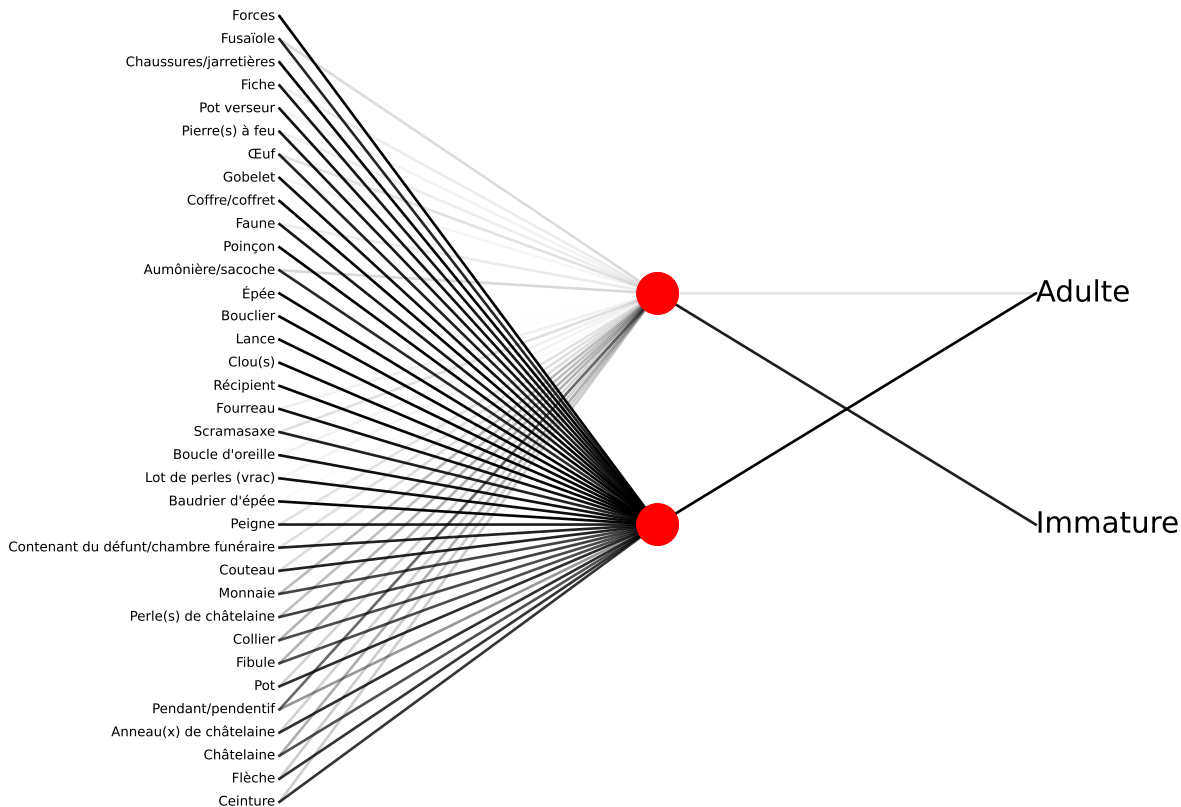 Forces
Fusaïole
Chaussures/jarretières
Fiche
Pot verseur
Pierre(s) à feu
Œuf
Gobelet
Coffre/coffret
Faune
Poinçon
Aumônière/sacoche
Épée
Bouclier
Lance
Clou(s)
Récipient
Fourreau
Scramasaxe
Boucle d'oreille
Lot de perles (vrac)
Baudrier d'épée
Peigne
Contenant du défunt/chambre funéraire
Couteau
Monnaie
Perle(s) de châtelaine
Collier
Fibule
Pot
Pendant/pendentif
Anneau(x) de châtelaine
Châtelaine
Flèche
Ceinture
Adulte
Immature